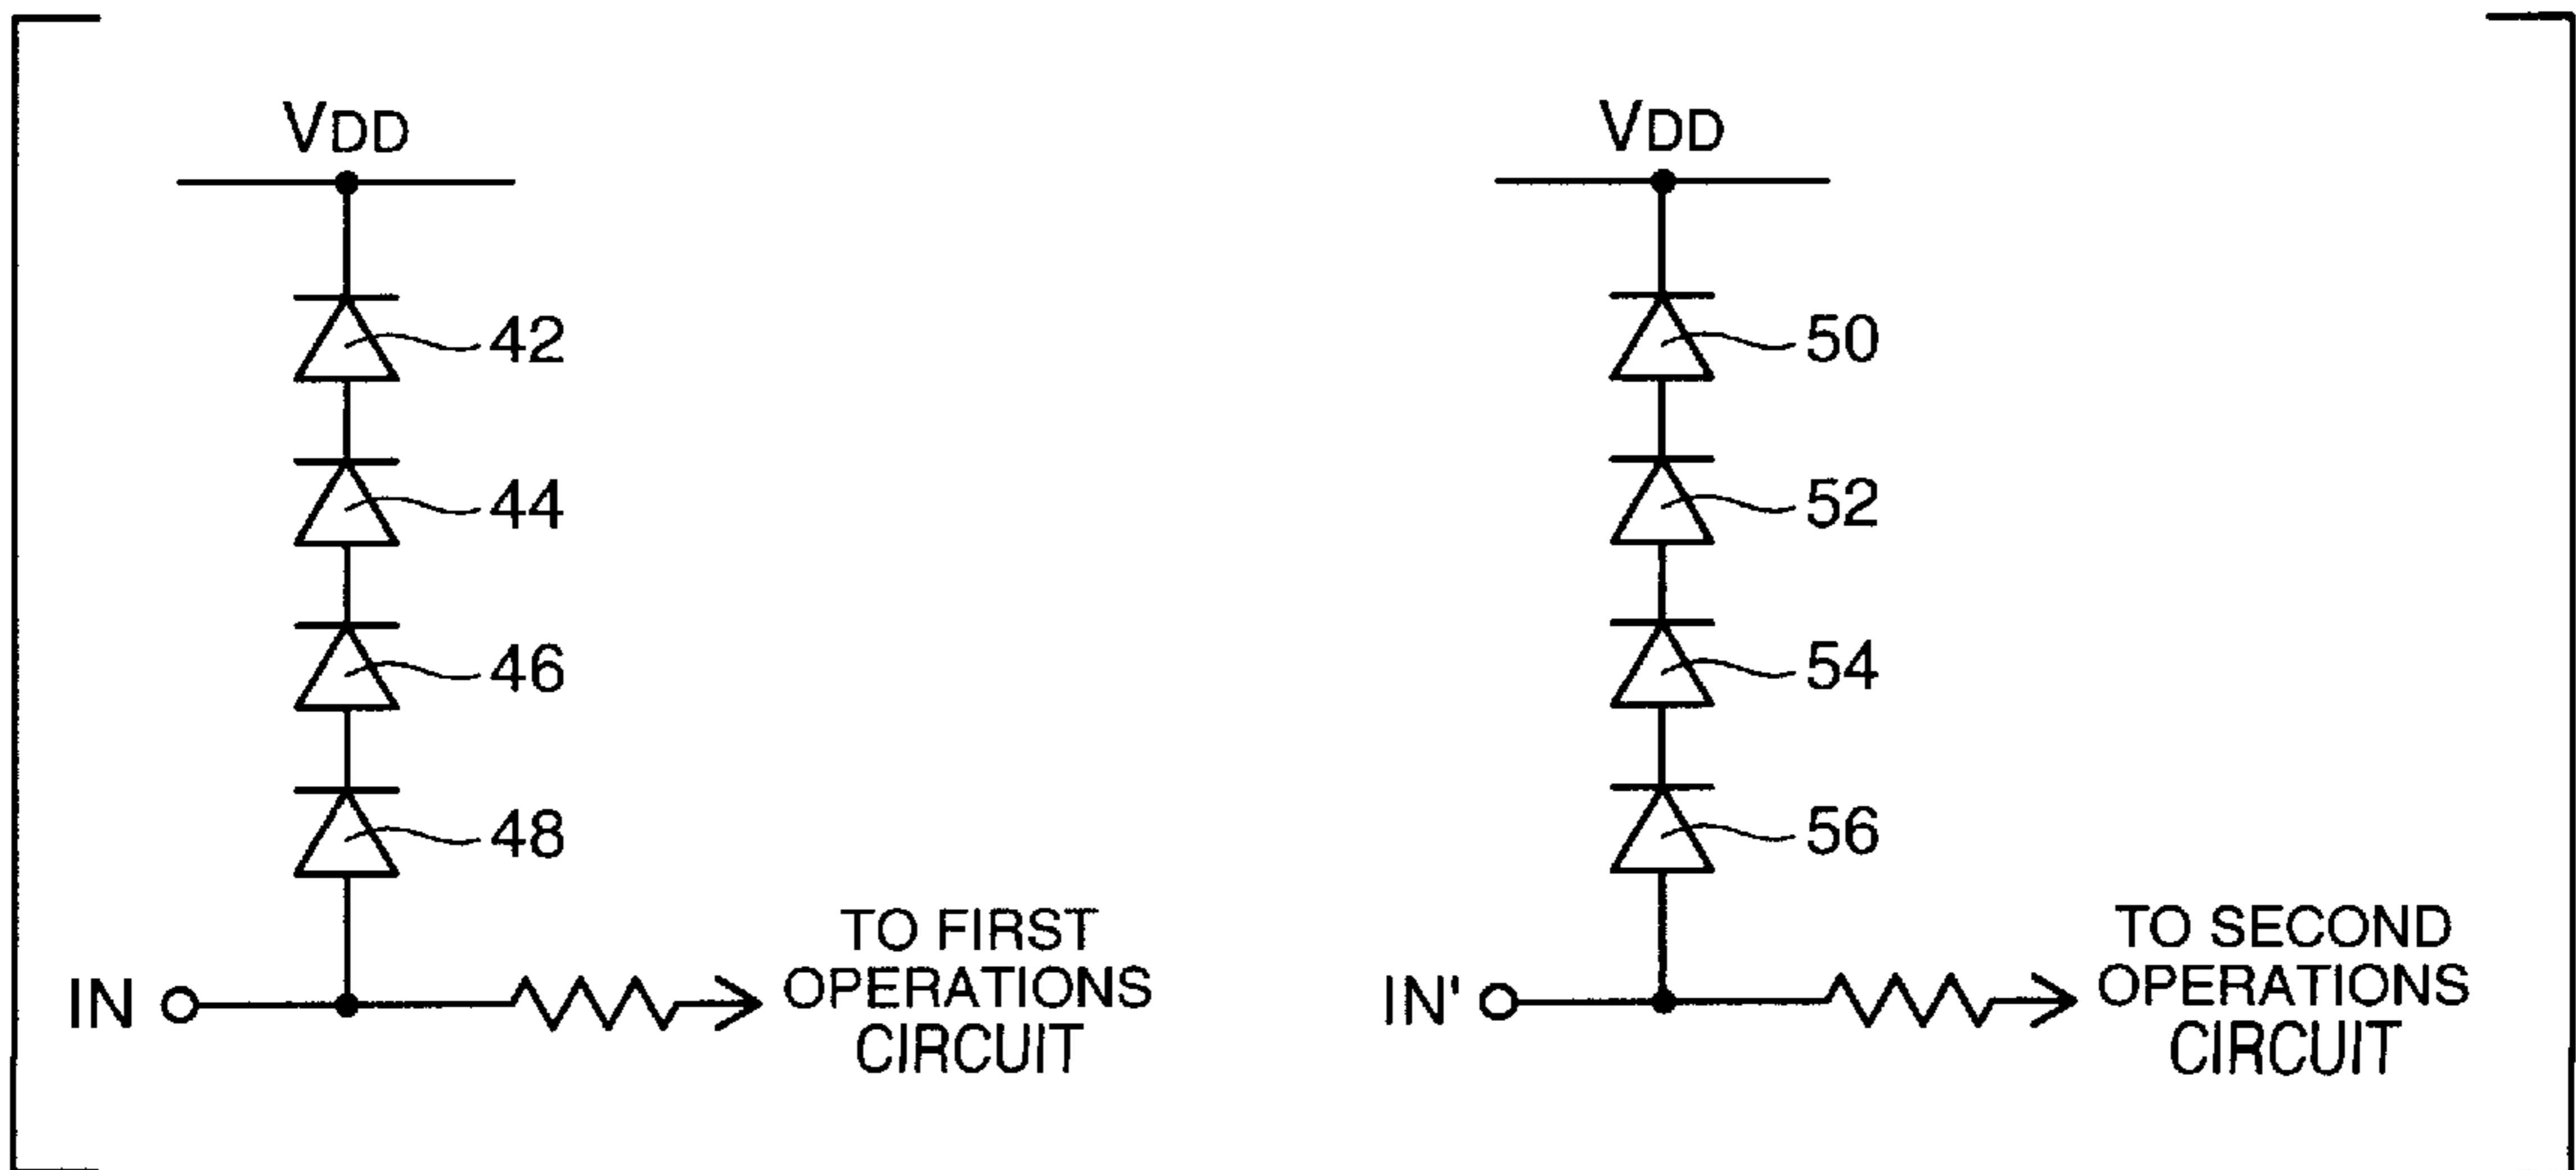 VDD
42
44
46
48
IN
TO FIRST
OPERATIONS
CIRCUIT
VDD
50
52
54
56
IN'
TO SECOND
OPERATIONS
CIRCUIT